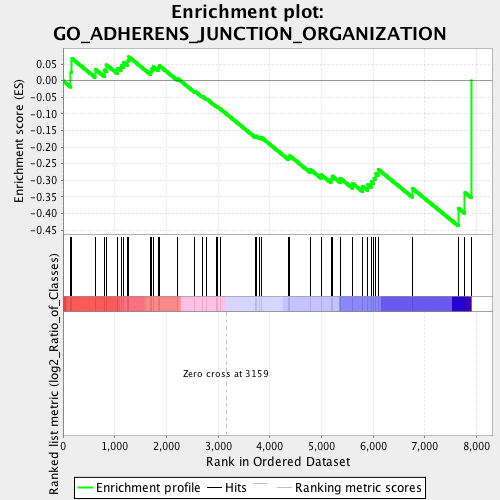 Enrichment plot:
GO_ADHERENS_JUNCTION_ORGANIZATION
Enrichment score (ES)
0.05
0.00
-0.05
-0.10
-0.15
-0.20
-0.25
-0.30
-0.35
-0.40
-0.45
Ranked list metric (log2_Ratio_of_Classes)
Zero cross at 3159
0 1,000 2,000 3,000 4,000 5,000 6,000 7,000 8,000
Rank in Ordered Dataset
Enrichment profile Hits Ranking metric scores